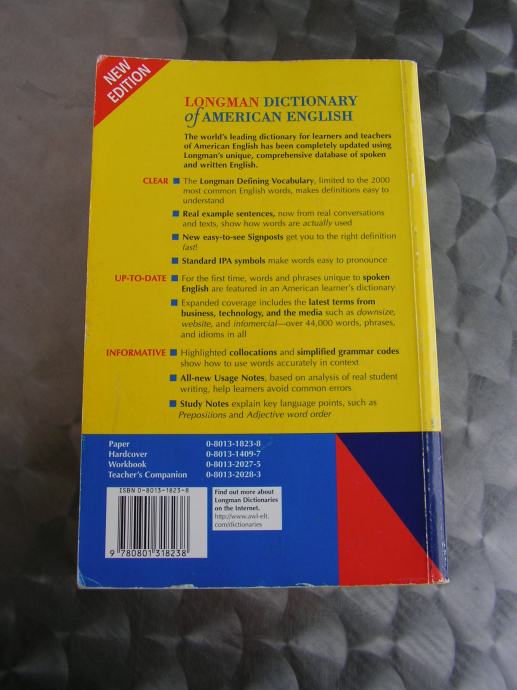 NEW
EDITION
LONGMAN DICTIONARY
of AMERICAN ENGLISH
The world's leading dictionary for learners and teachers
of American English has been completely updated using
Longman's unique, comprehensive database of spoken
and written English.
CLEAR ■ The Longman Defining Vocabulary, limited to the 2000
most common English words, makes definitions easy to
understand
■ Real example sentences, now from real conversations
and texts, show how words are actually used
■ New easy-to-see Signposts get you to the right definition
fast!
■ Standard IPA symbols make words easy to pronounce
UP-TO-DATE ■ For the first time, words and phrases unique to spoken
English are featured in an American learner's dictionary
■ Expanded coverage includes the latest terms from
business, technology, and the media such as downsize,
website, and infomercial—over 44,000 words, phrases,
and idioms in all
INFORMATIVE ■ Highlighted collocations and simplified grammar codes
show how to use words accurately in context
■ All-new Usage Notes, based on analysis of real student
writing, help learners avoid common errors
■ Study Notes explain key language points, such as
Prepositions and Adjective word order
Paper 0-8013-1823-8
Hardcover 0-8013-1409-7
Workbook 0-8013-2027-5
Teacher's Companion 0-8013-2028-3
ISBN 0-8013-1823-8
9 780801 318238
Find out more about
Longman Dictionaries
on the Internet.
http://www.awl-elt.
com/dictionaries